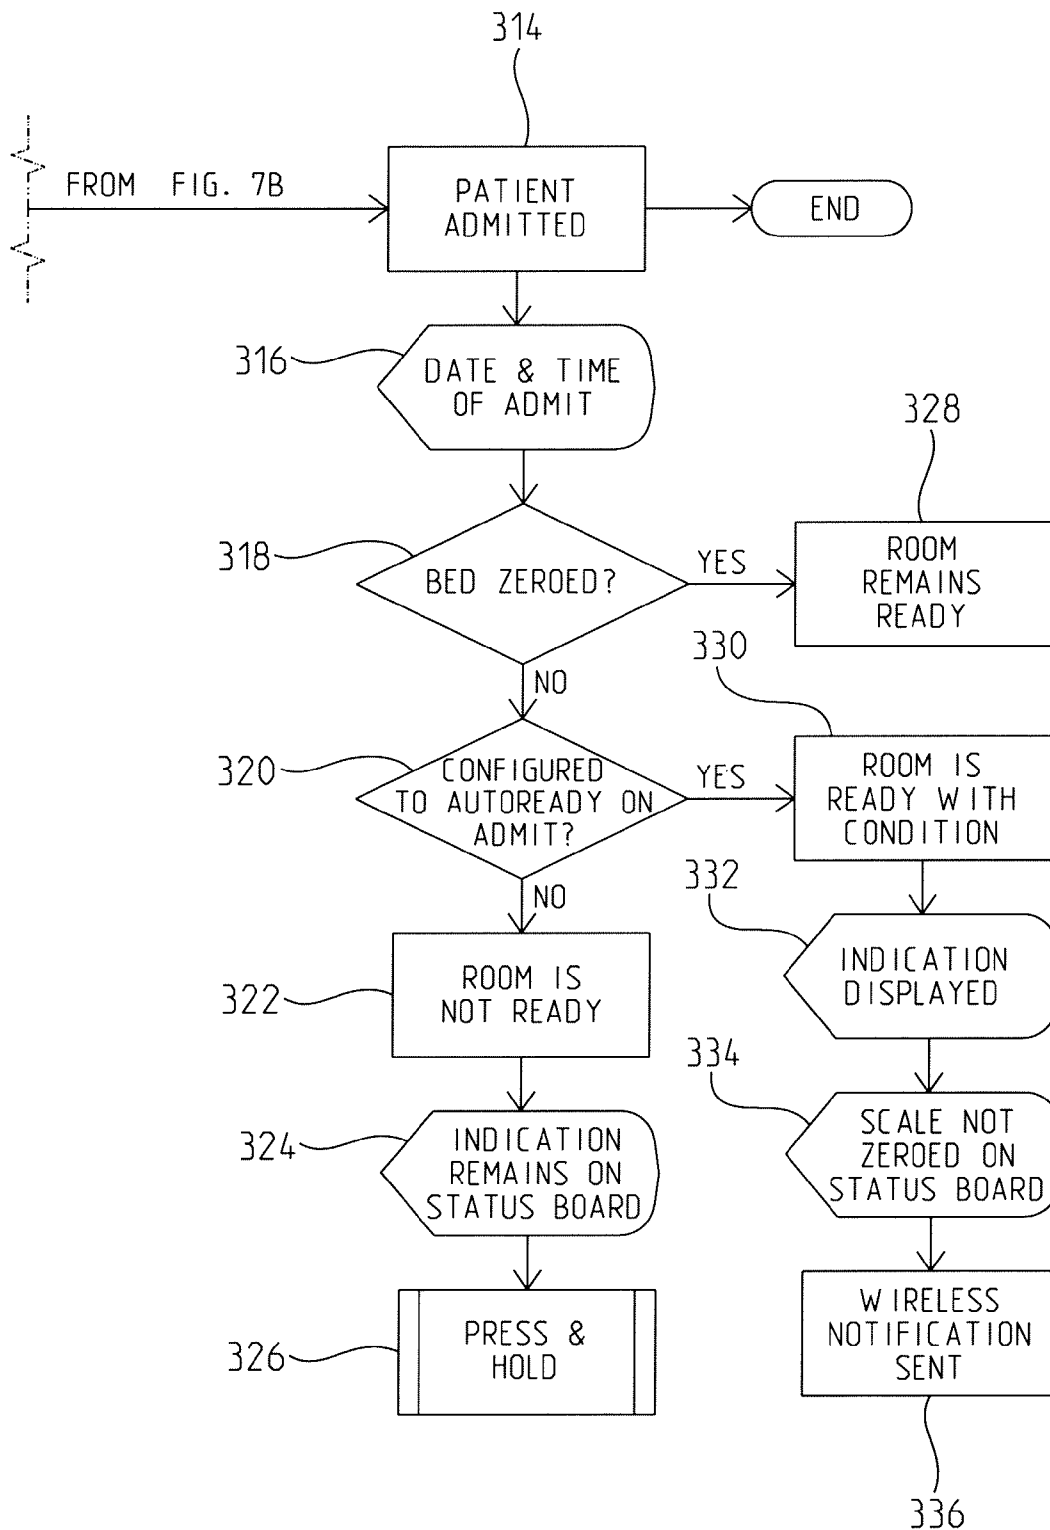 314
FROM FIG. 7B
PATIENT
ADMITTED
END
316
DATE & TIME
OF ADMIT
328
318
BED ZEROED?
YES
ROOM
REMAINS
READY
NO
330
320
CONFIGURED
TO AUTOREADY ON
ADMIT?
YES
ROOM IS
READY WITH
CONDITION
NO
332
INDICATION
DISPLAYED
322
ROOM IS
NOT READY
334
SCALE NOT
ZEROED ON
STATUS BOARD
324
INDICATION
REMAINS ON
STATUS BOARD
326
PRESS &
HOLD
WIRELESS
NOTIFICATION
SENT
336